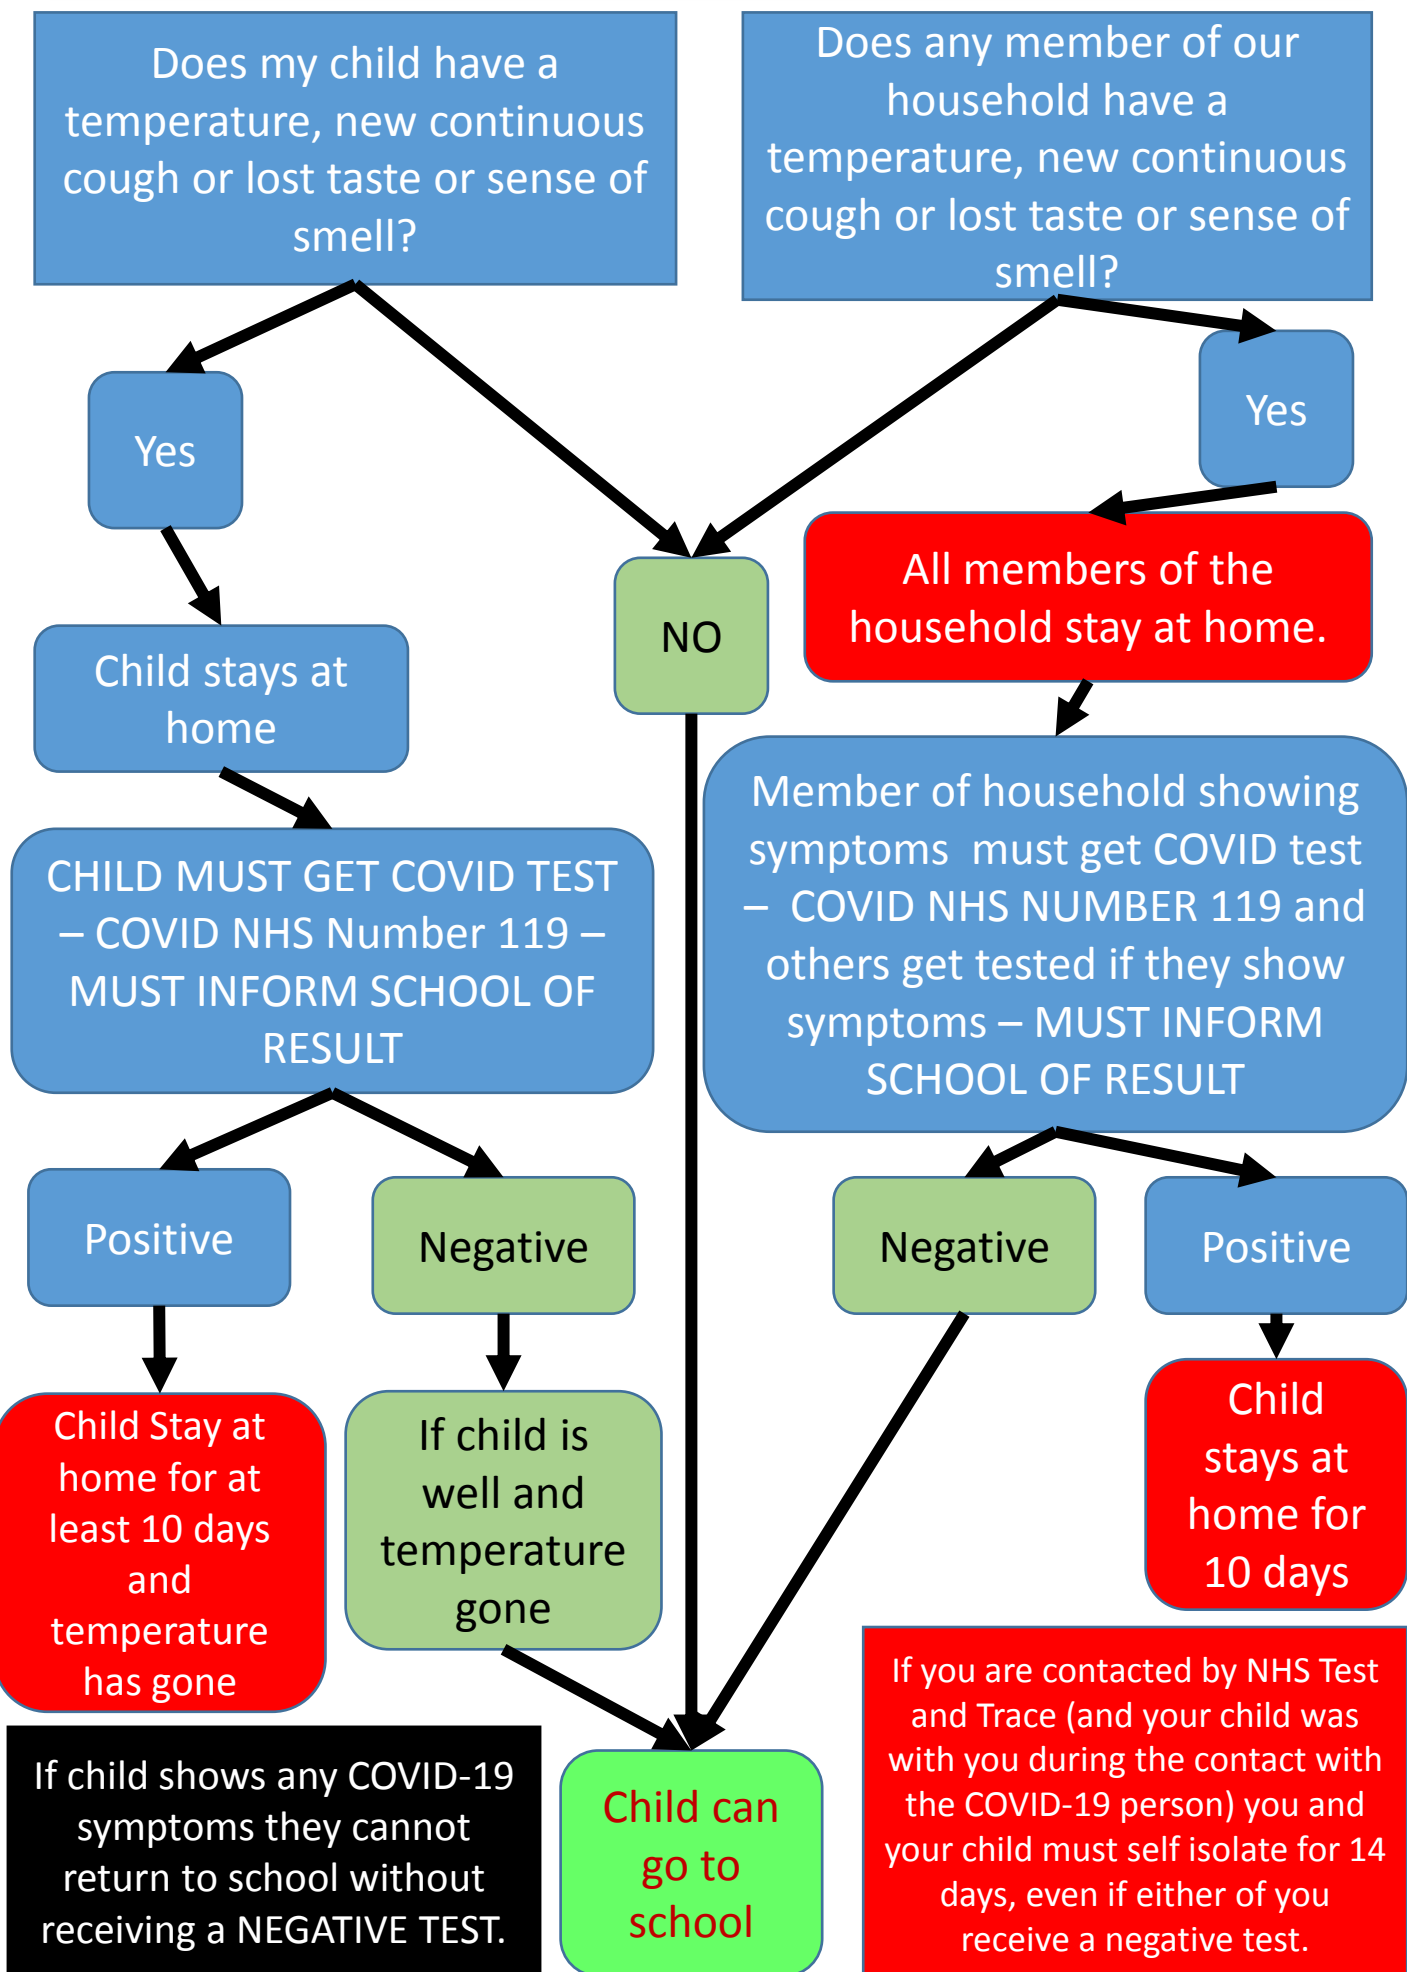 Does my child have a
temperature, new continuous
cough or lost taste or sense of
smell?
Does any member of our
household have a
temperature, new continuous
cough or lost taste or sense of
smell?
Yes
Yes
NO
All members of the
household stay at home.
Child stays at
home
Member of household showing
symptoms  must get COVID test
–  COVID NHS NUMBER 119 and
others get tested if they show
symptoms – MUST INFORM
SCHOOL OF RESULT
CHILD MUST GET COVID TEST
– COVID NHS Number 119 –
MUST INFORM SCHOOL OF
RESULT
Positive
Negative
Negative
Positive
Child Stay at
home for at
least 10 days
and
temperature
has gone
If child is
well and
temperature
gone
Child
stays at
home for
10 days
If child shows any COVID-19
symptoms they cannot
return to school without
receiving a NEGATIVE TEST.
Child can
go to
school
If you are contacted by NHS Test
and Trace (and your child was
with you during the contact with
the COVID-19 person) you and
your child must self isolate for 14
days, even if either of you
receive a negative test.